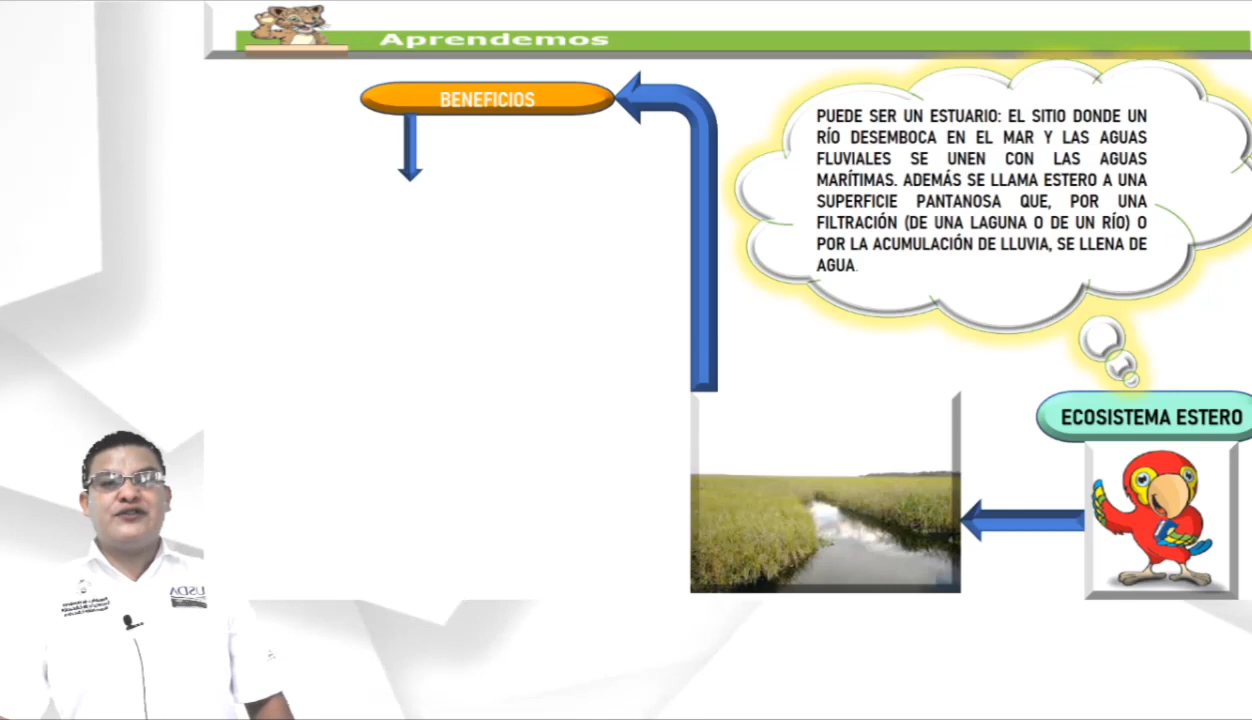 Aprendemos
BENEFICIOS
PUEDE SER UN ESTUARIO: EL SITIO DONDE UN
RÍO DESEMBOCA EN EL MAR Y LAS AGUAS
FLUVIALES SE UNEN CON LAS AGUAS
MARÍTIMAS. ADEMÁS SE LLAMA ESTERO A UNA
SUPERFICIE PANTANOSA QUE, POR UNA
FILTRACIÓN (DE UNA LAGUNA O DE UN RÍO) O
POR LA ACUMULACIÓN DE LLUVIA, SE LLENA DE
AGUA.
ECOSISTEMA ESTERO
USDA